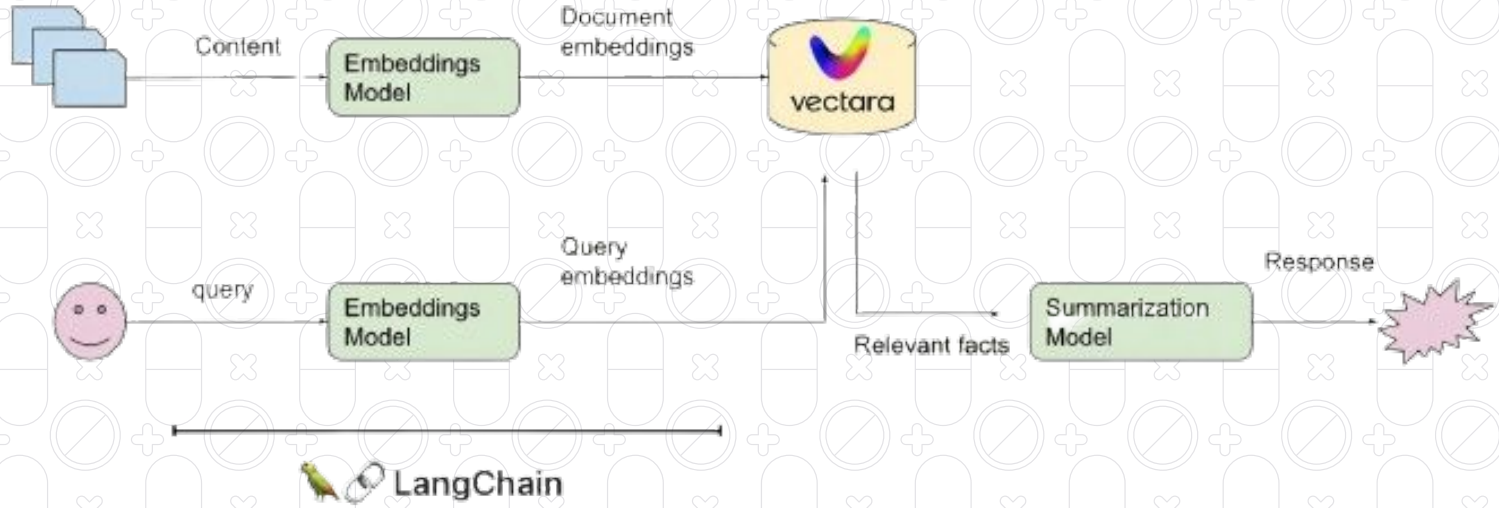 Content
Embeddings
Model
Document
embeddings
vectara
query
Embeddings
Model
Query
embeddings
Relevant facts
Summarization
Model
Response
LangChain